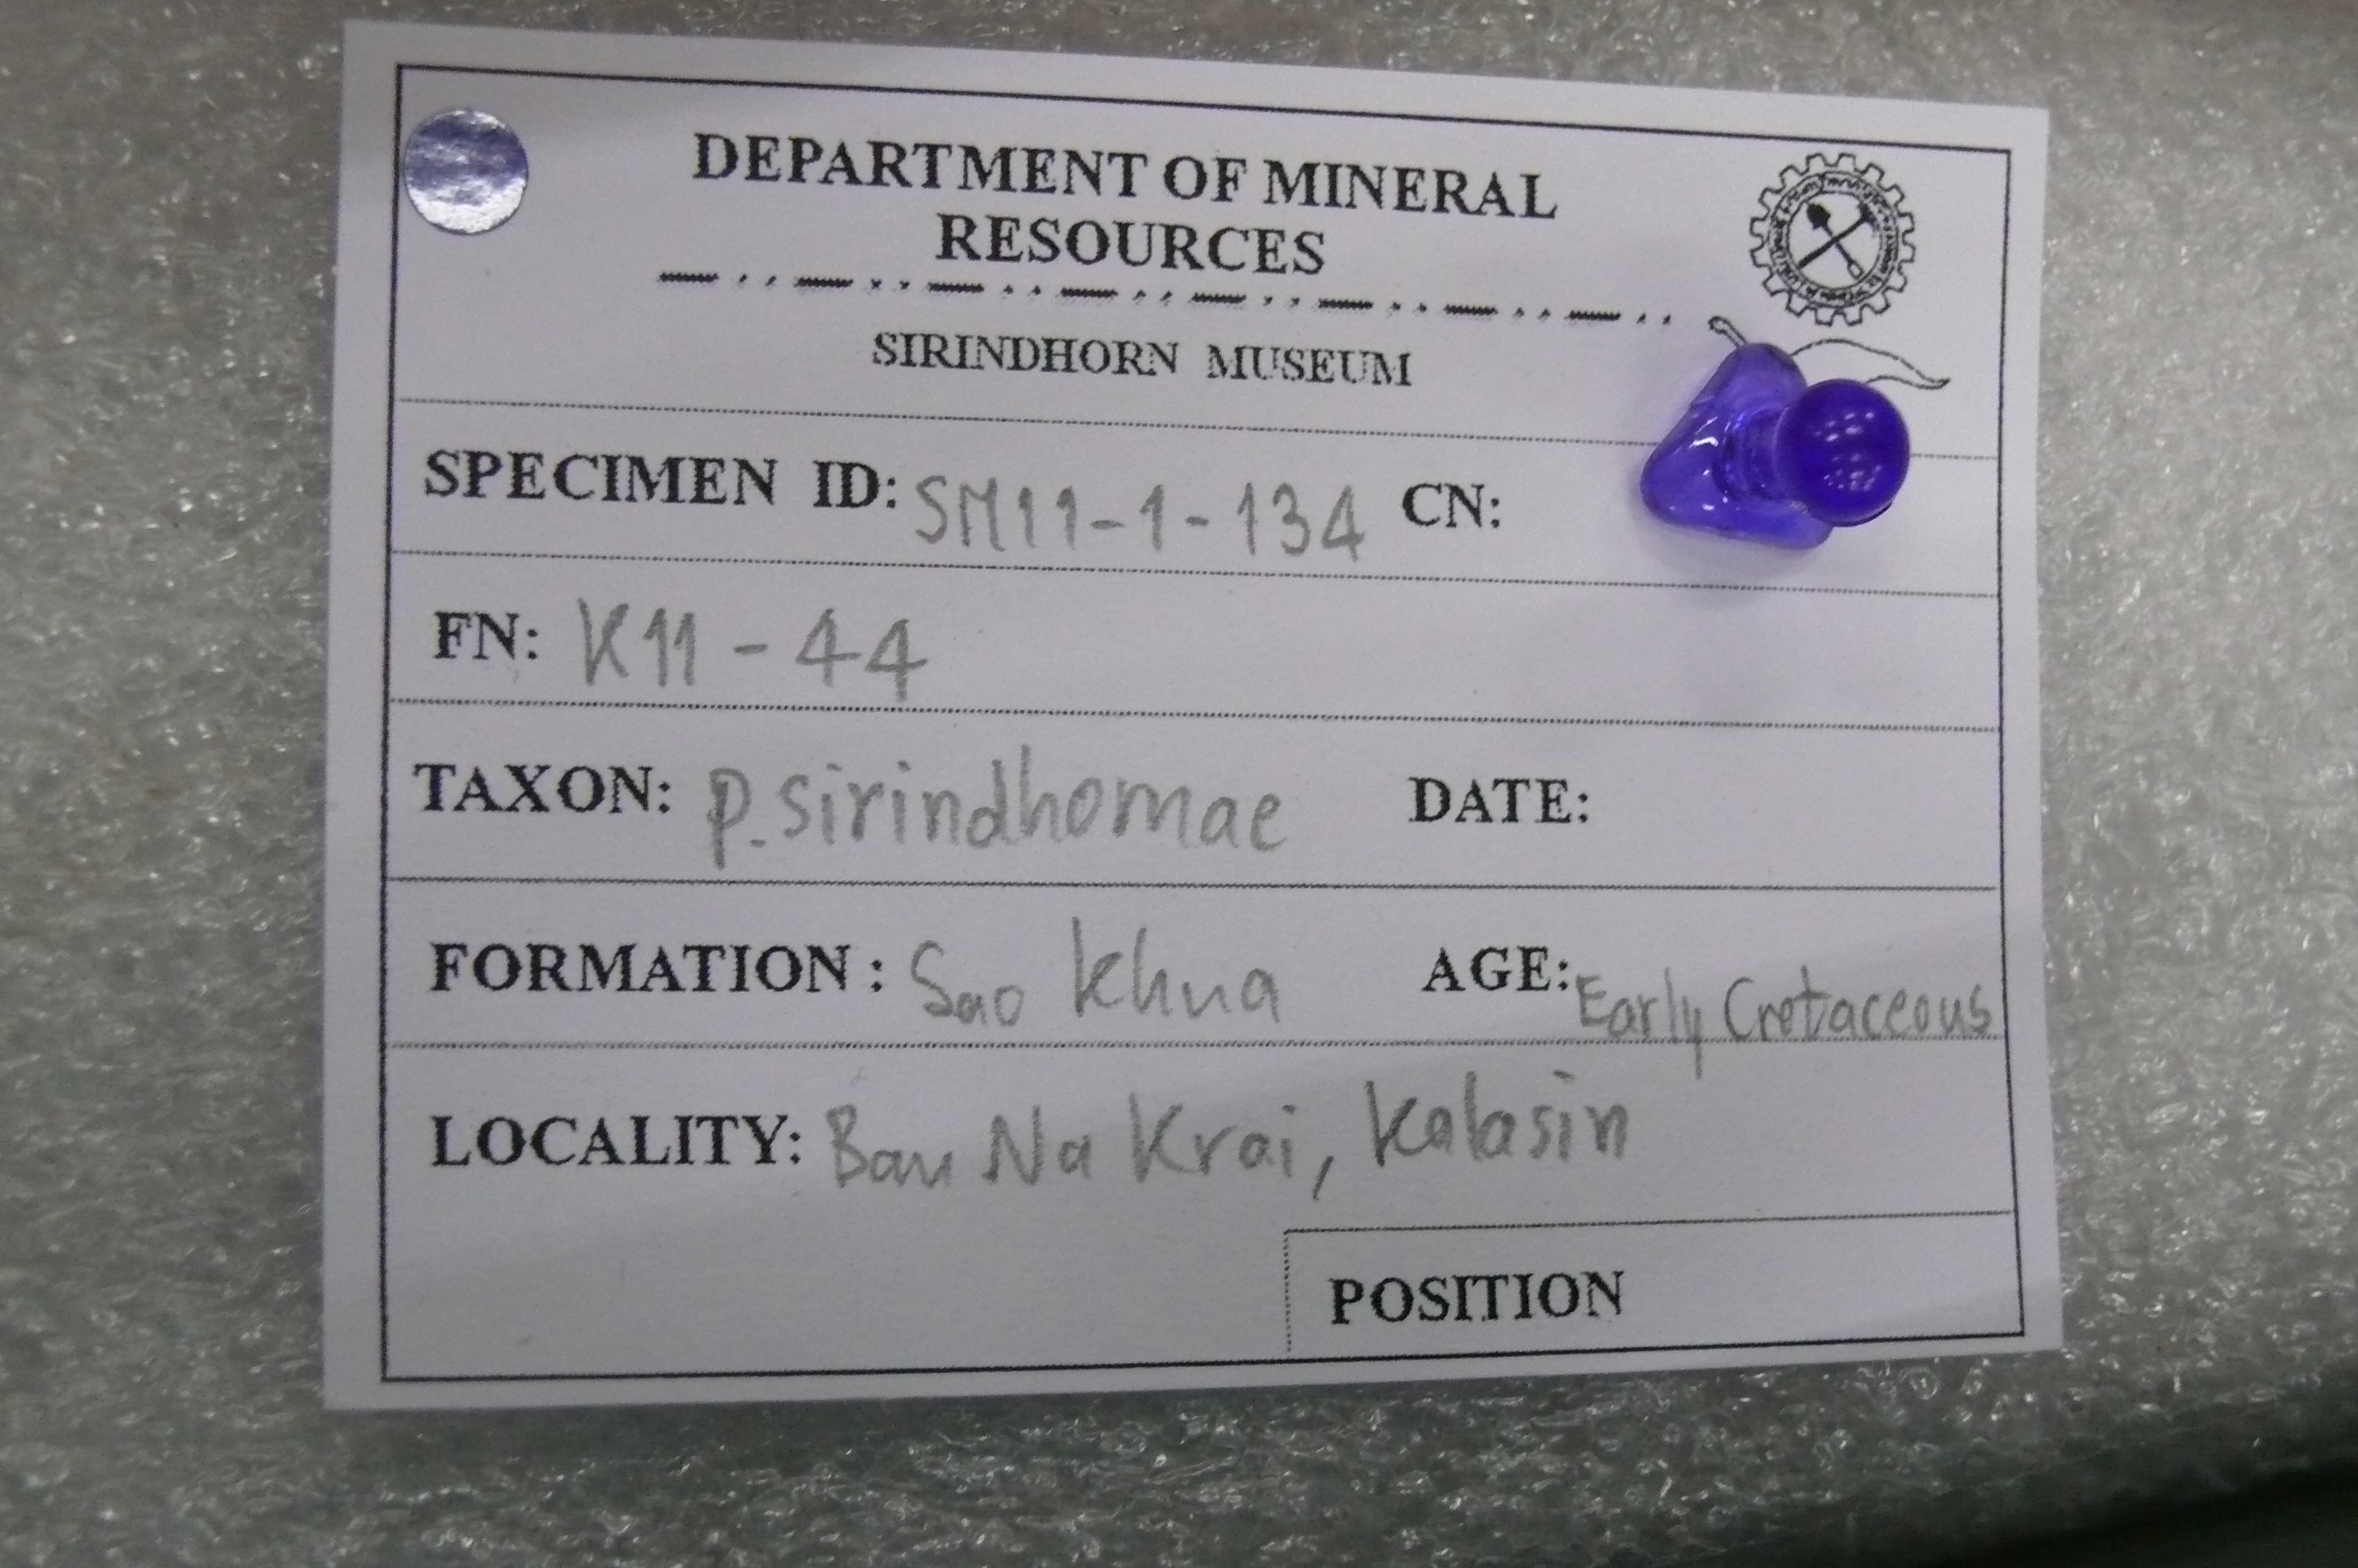 DEPARTMENT OF MINERAL
RESOURCES
SIRINDHORN MUSEUM
SPECIMEN ID: SM11-1-134 CN:
FN: K11-44
TAXON: P. sirindhornae DATE:
FORMATION : Sao Khua AGE: Early Cretaceous
LOCALITY: Ban Na Krai, Kalasin
POSITION